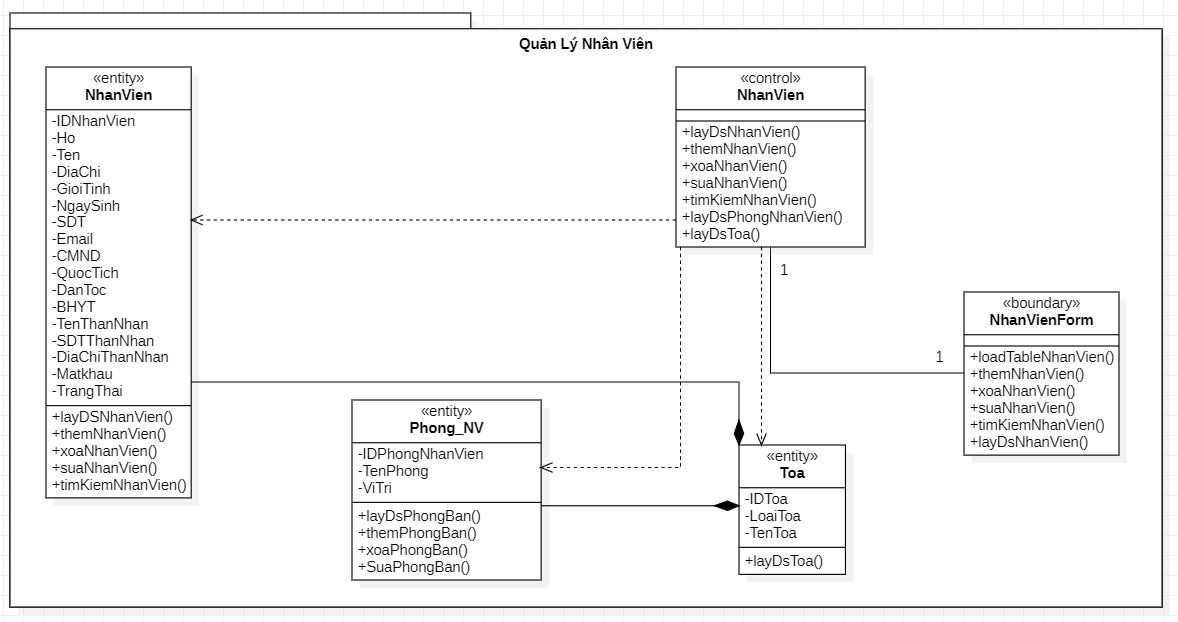 Quản Lý Nhân Viên
«entity»
NhanVien
-IDNhanVien
-Ho
-Ten
-DiaChi
-GioiTinh
-NgaySinh
-SDT
-Email
-CMND
-QuocTich
-DanToc
-BHYT
-TenThanNhan
-SDTThanNhan
-DiaChiThanNhan
-Matkhau
-TrangThai
+layDSNhanVien()
+themNhanVien()
+xoaNhanVien()
+suaNhanVien()
+timKiemNhanVien()
«control»
NhanVien
+layDsNhanVien()
+themNhanVien()
+xoaNhanVien()
+suaNhanVien()
+timKiemNhanVien()
+layDsPhongNhanVien()
+layDsToa()
1
1
«boundary»
NhanVienForm
+loadTableNhanVien()
+themNhanVien()
+xoaNhanVien()
+suaNhanVien()
+timKiemNhanVien()
+layDsNhanVien()
«entity»
Phong_NV
-IDPhongNhanVien
-TenPhong
-ViTri
+layDsPhongBan()
+themPhongBan()
+xoaPhongBan()
+SuaPhongBan()
«entity»
Toa
-IDToa
-LoaiToa
-TenToa
+layDsToa()